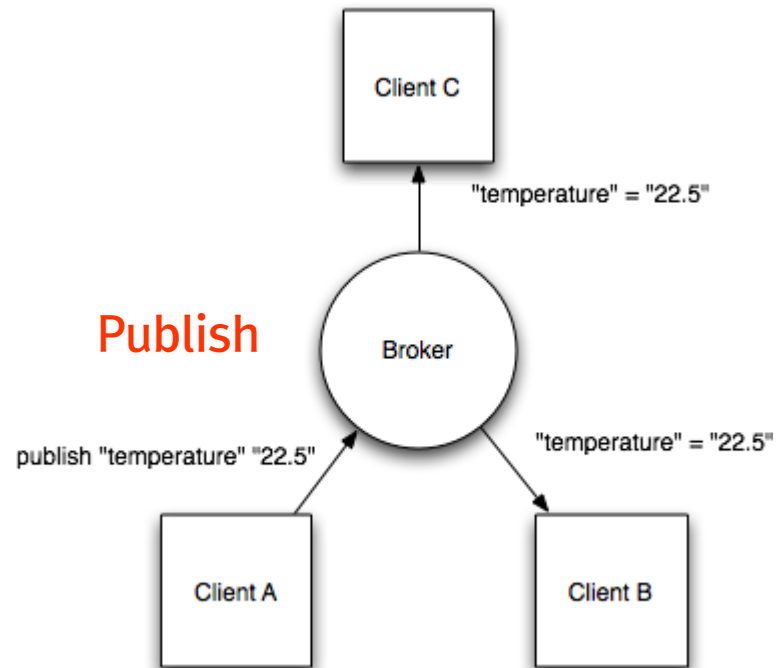 Client C
"temperature" = "22.5"
Publish
Broker
publish "temperature" "22.5"
"temperature" = "22.5"
Client A
Client B